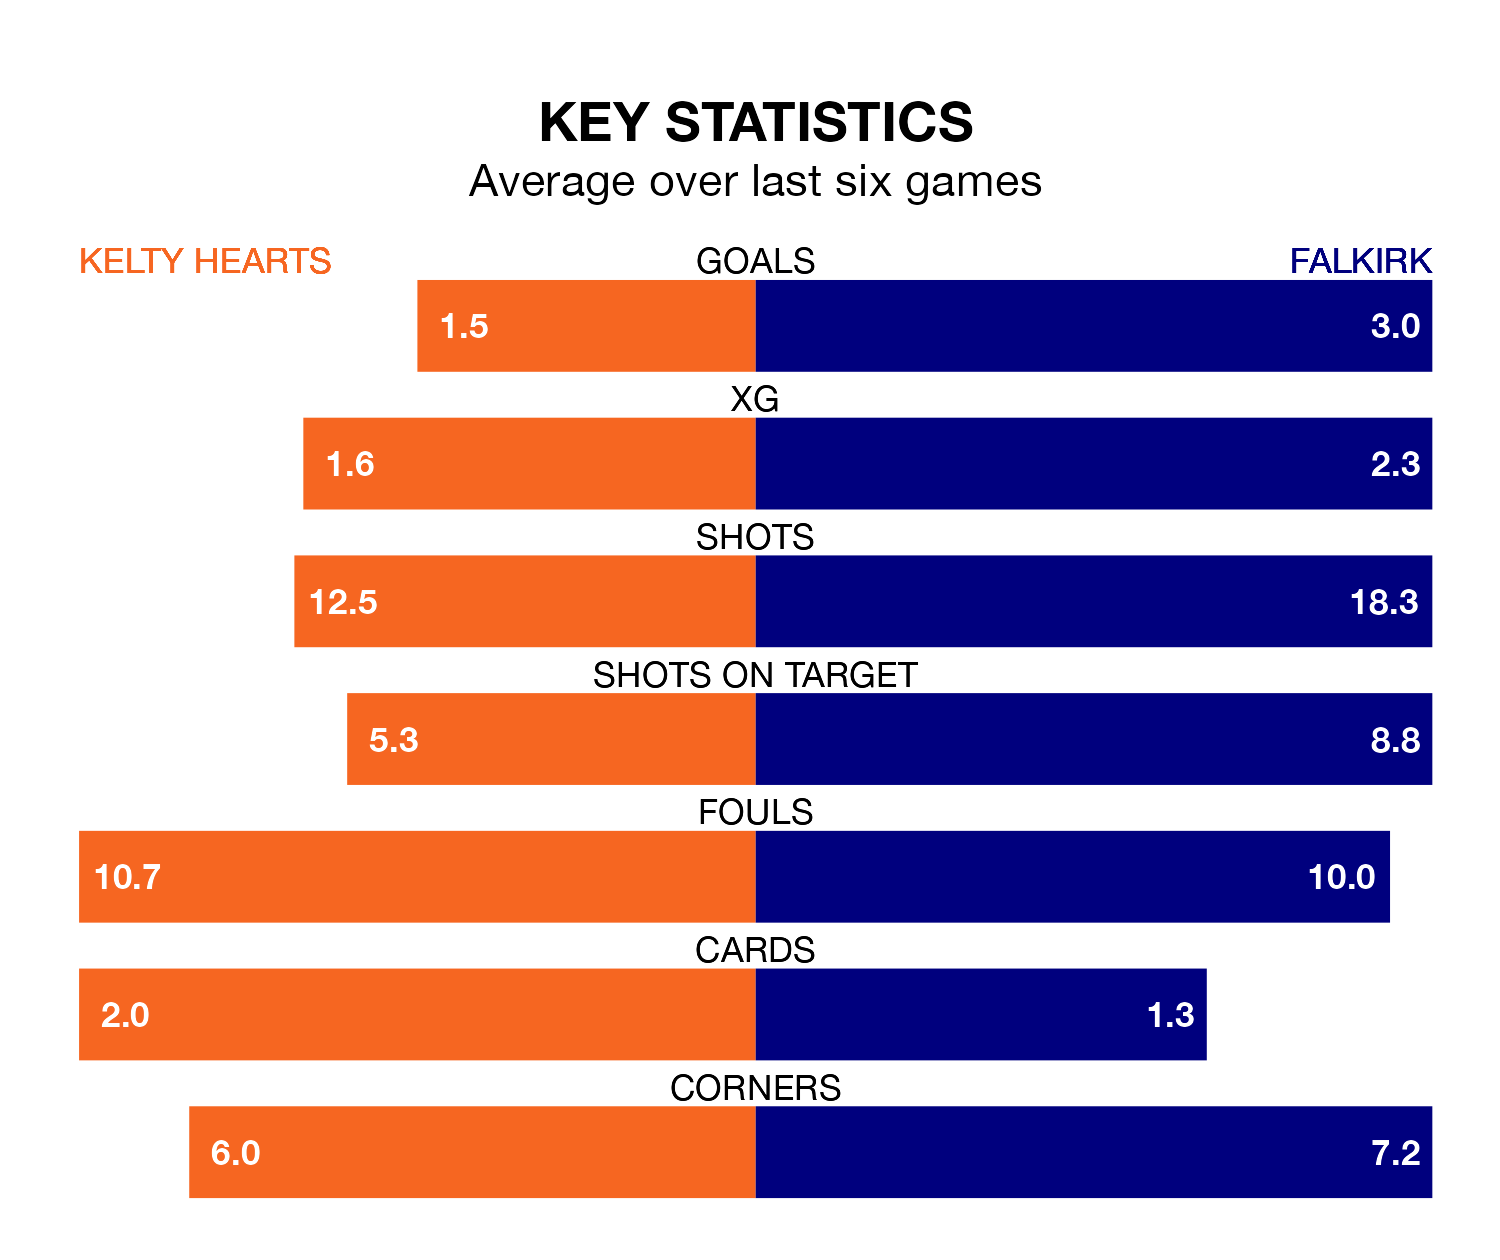 KEY STATISTICS
Average over last six games
KELTY HEARTS GOALS FALKIRK
1.5 3.0
XG
1.6 2.3
SHOTS
12.5 18.3
SHOTS ON TARGET
5.3 8.8
FOULS
10.7 10.0
CARDS
2.0 1.3
CORNERS
6.0 7.2